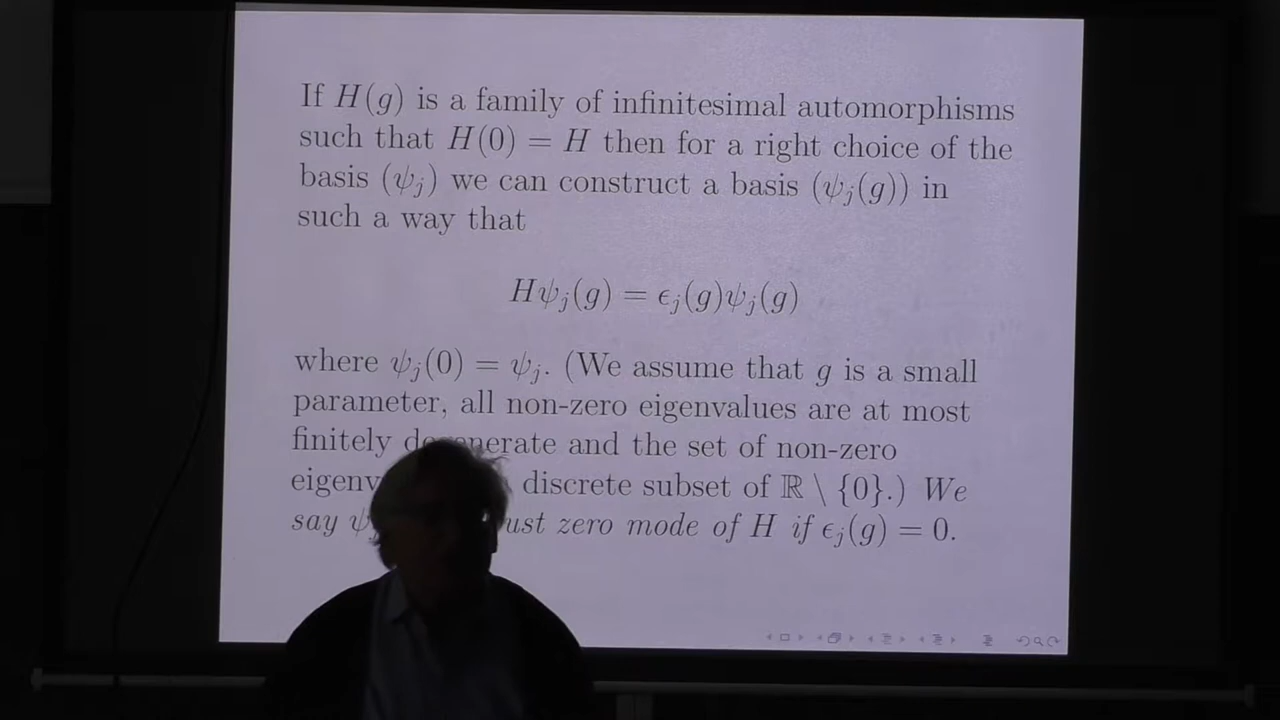 If H(g) is a family of infinitesimal automorphisms
such that H(0) = H then for a right choice of the
basis (ψ_j) we can construct a basis (ψ_j(g)) in
such a way that
Hψ_j(g) = ϵ_j(g)ψ_j(g)
where ψ_j(0) = ψ_j. (We assume that g is a small
parameter, all non-zero eigenvalues are at most
finitely degenerate and the set of non-zero
discrete subset of ℝ \ {0}.) We
say zero mode of H if ϵ_j(g) = 0.